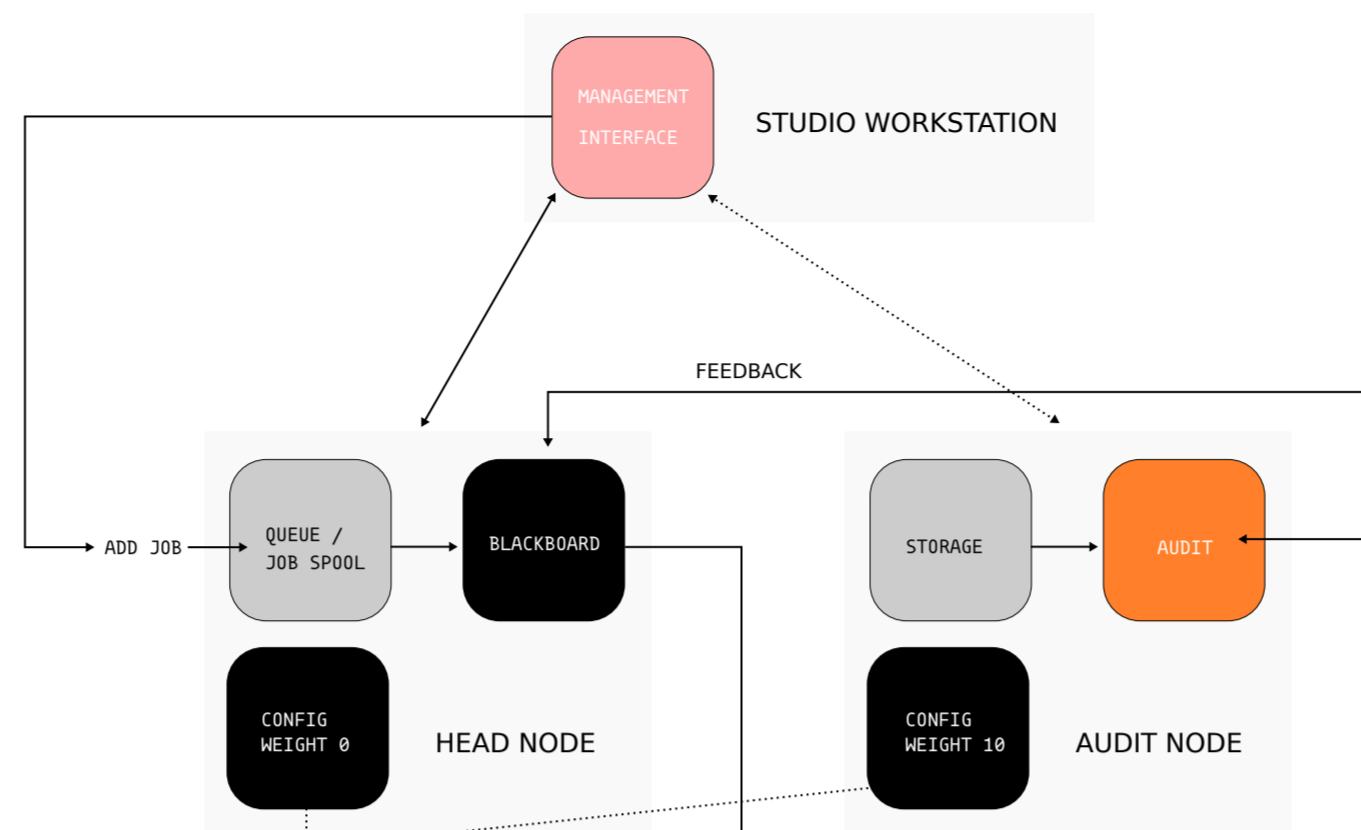 MANAGEMENT
INTERFACE
STUDIO WORKSTATION
FEEDBACK
ADD JOB
QUEUE /
JOB SPOOL
BLACKBOARD
STORAGE
AUDIT
CONFIG
WEIGHT 0
HEAD NODE
CONFIG
WEIGHT 10
AUDIT NODE